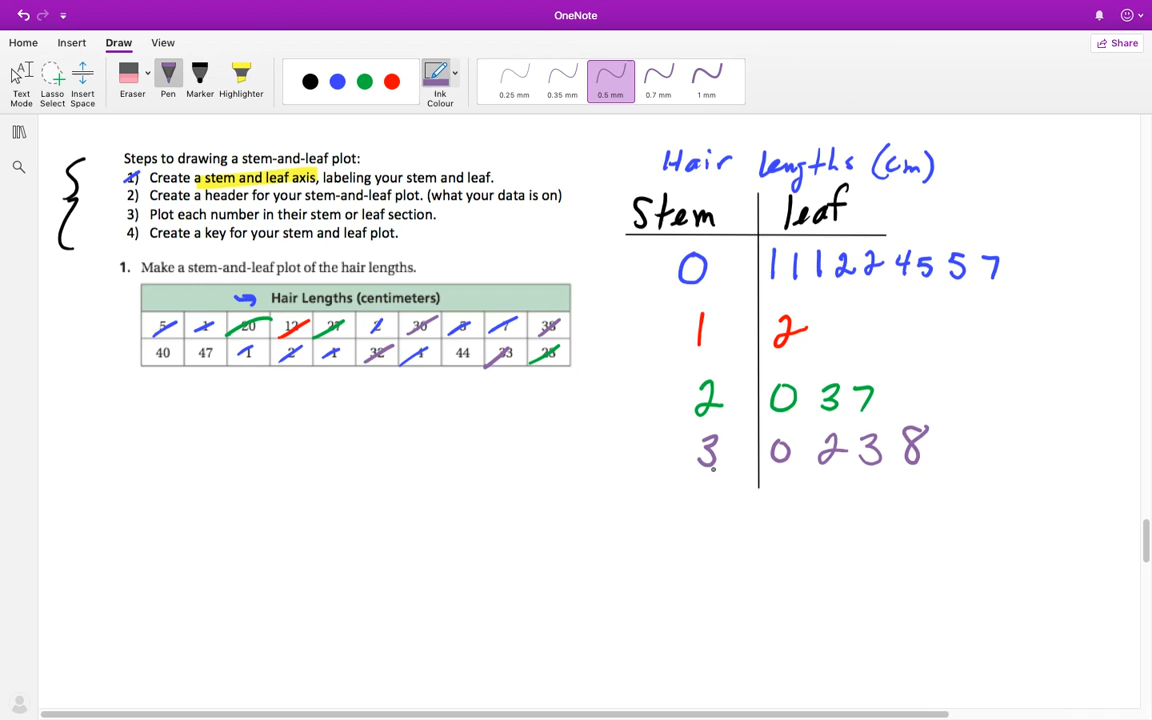 OneNote
Home Insert Draw View
Share
Text Mode Lasso Select Insert Space Eraser Pen Marker Highlighter Ink Colour 0.25 mm 0.35 mm 0.5 mm 0.7 mm 1 mm
Steps to drawing a stem-and-leaf plot:
1) Create a stem and leaf axis, labeling your stem and leaf.
2) Create a header for your stem-and-leaf plot. (what your data is on)
3) Plot each number in their stem or leaf section.
4) Create a key for your stem and leaf plot.
1. Make a stem-and-leaf plot of the hair lengths.
Hair Lengths (centimeters)
5 1 20 12 27 2 30 5 7 38
40 47 1 2 1 32 44 33 23
Hair lengths (cm)
Stem leaf
0 1 1 1 2 2 4 5 5 7
1 2
2 0 3 7
3 0 2 3 8